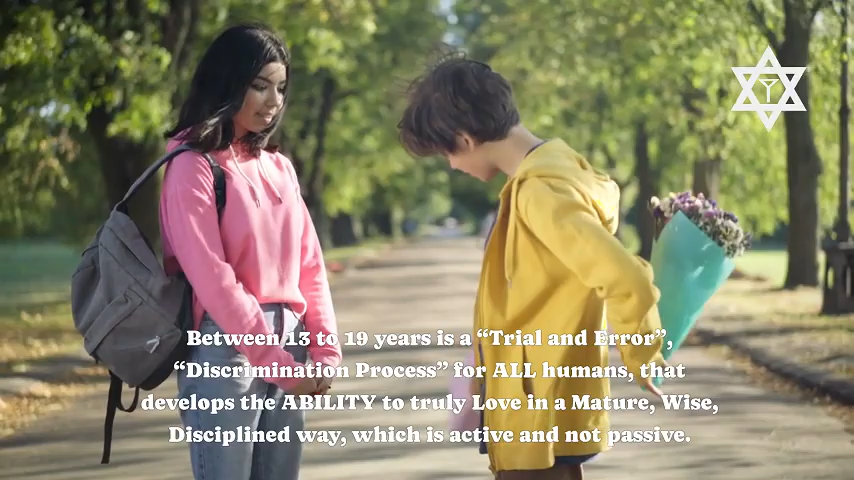 Between 13 to 19 years is a “Trial and Error”,
“Discrimination Process” for ALL humans, that
develops the ABILITY to truly Love in a Mature, Wise,
Disciplined way, which is active and not passive.